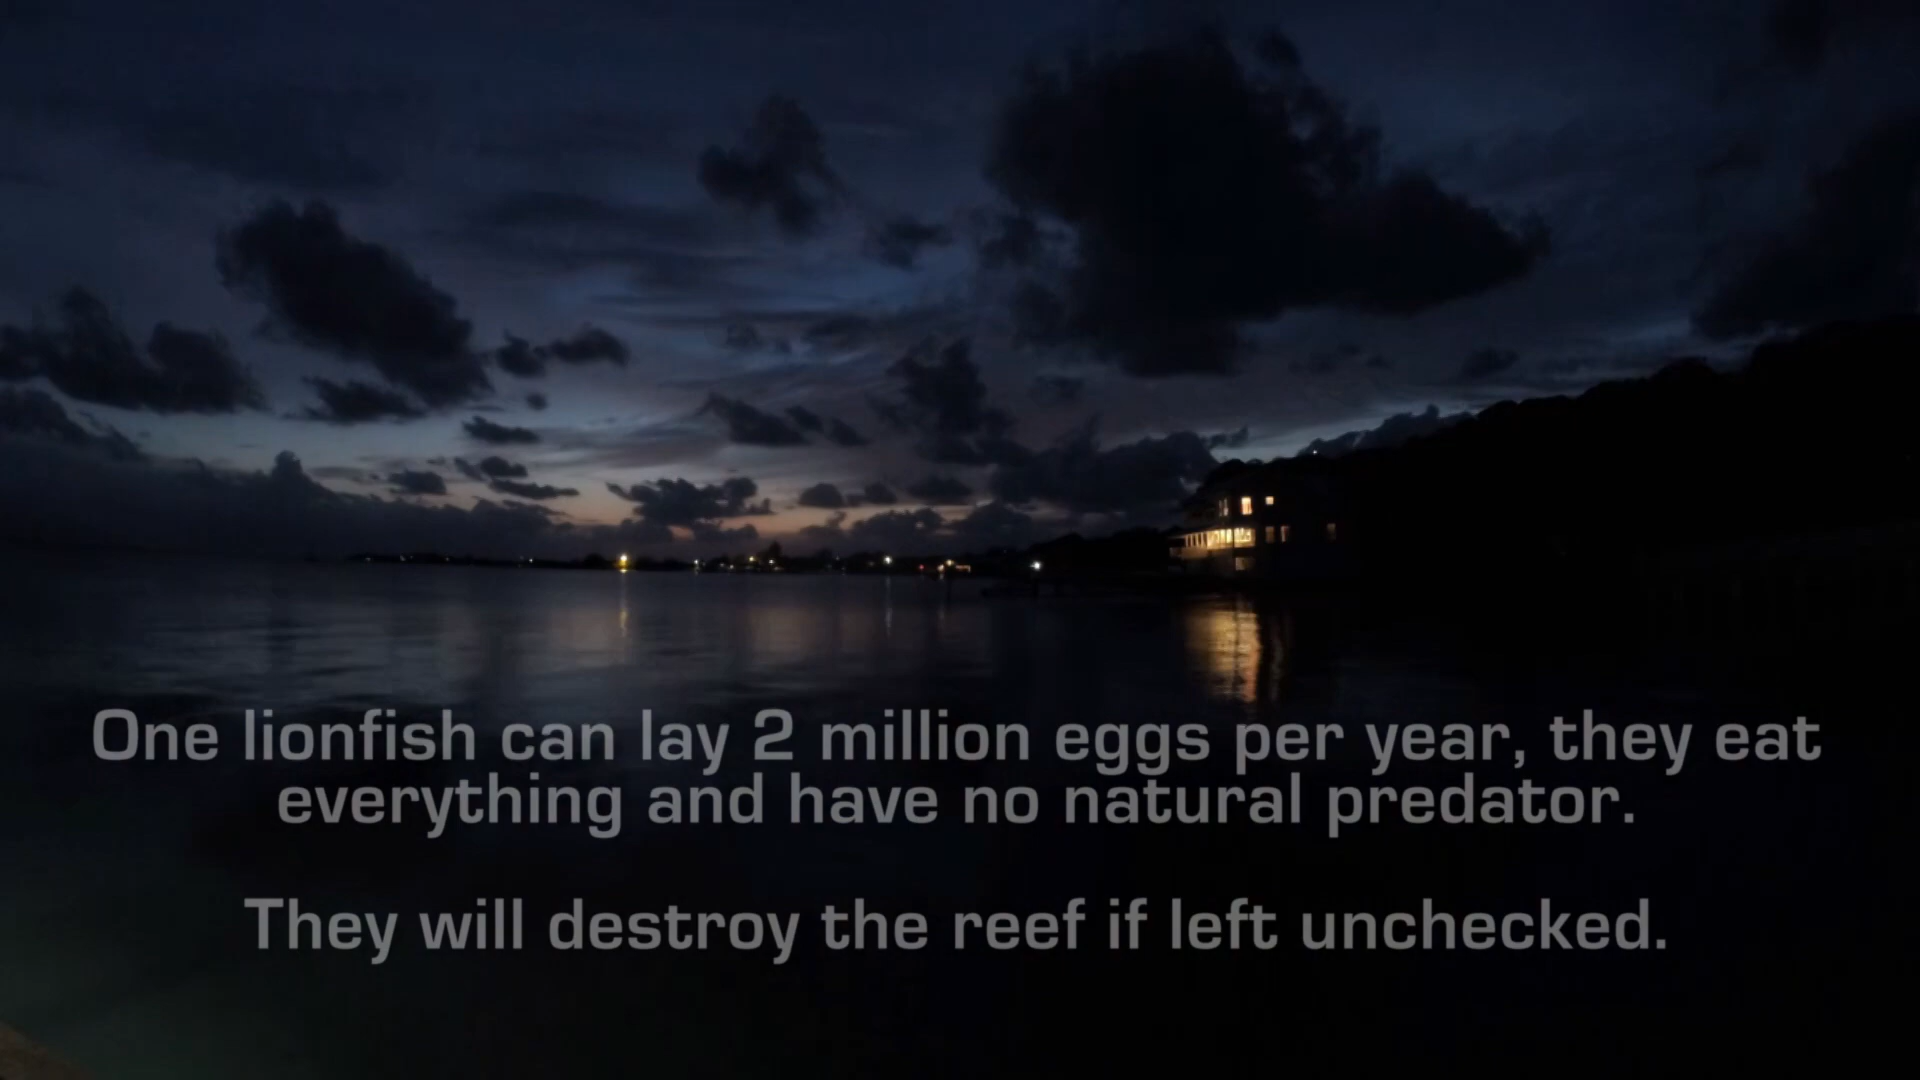 One lionfish can lay 2 million eggs per year, they eat
everything and have no natural predator.
They will destroy the reef if left unchecked.